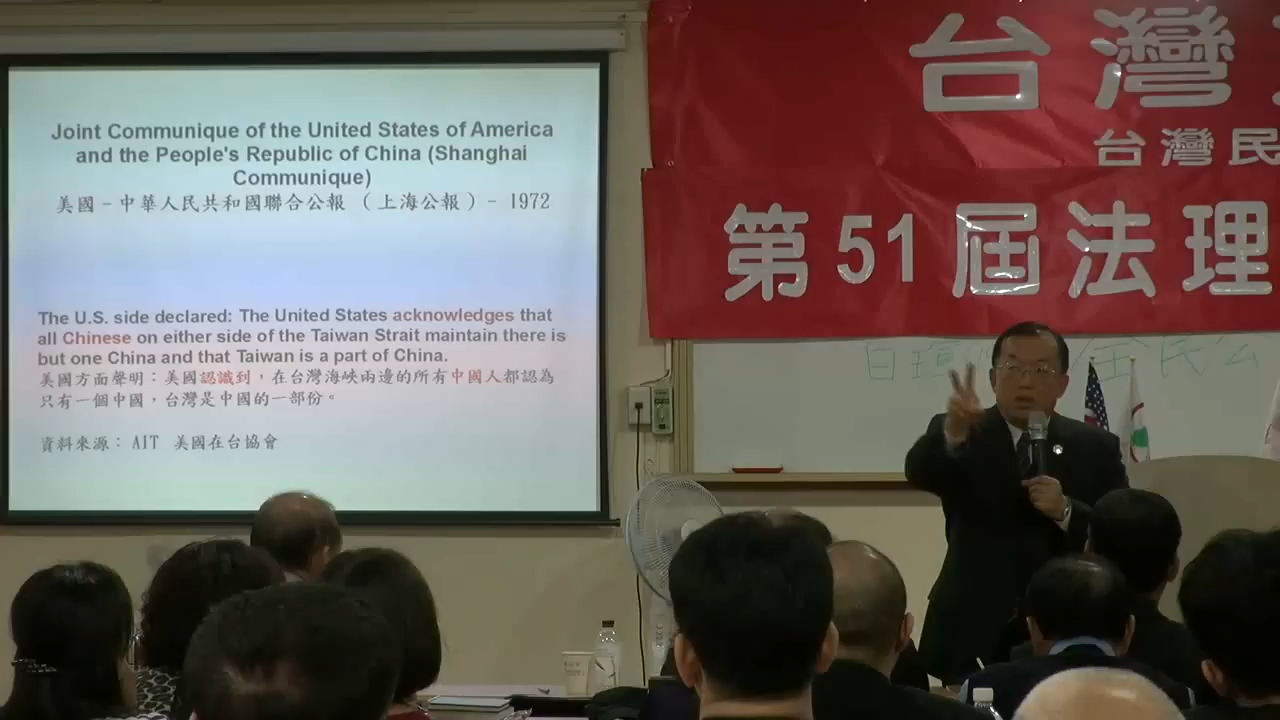 Joint Communique of the United States of America
and the People's Republic of China (Shanghai
Communique)
美國－中華人民共和國聯合公報（上海公報）－ 1972
The U.S. side declared: The United States acknowledges that
all Chinese on either side of the Taiwan Strait maintain there is
but one China and that Taiwan is a part of China.
美國方面聲明：美國認識到，在台灣海峽兩邊的所有中國人都認為
只有一個中國，台灣是中國的一部份。
資料來源： AIT 美國在台協會
台灣
台灣民
第51屆法理